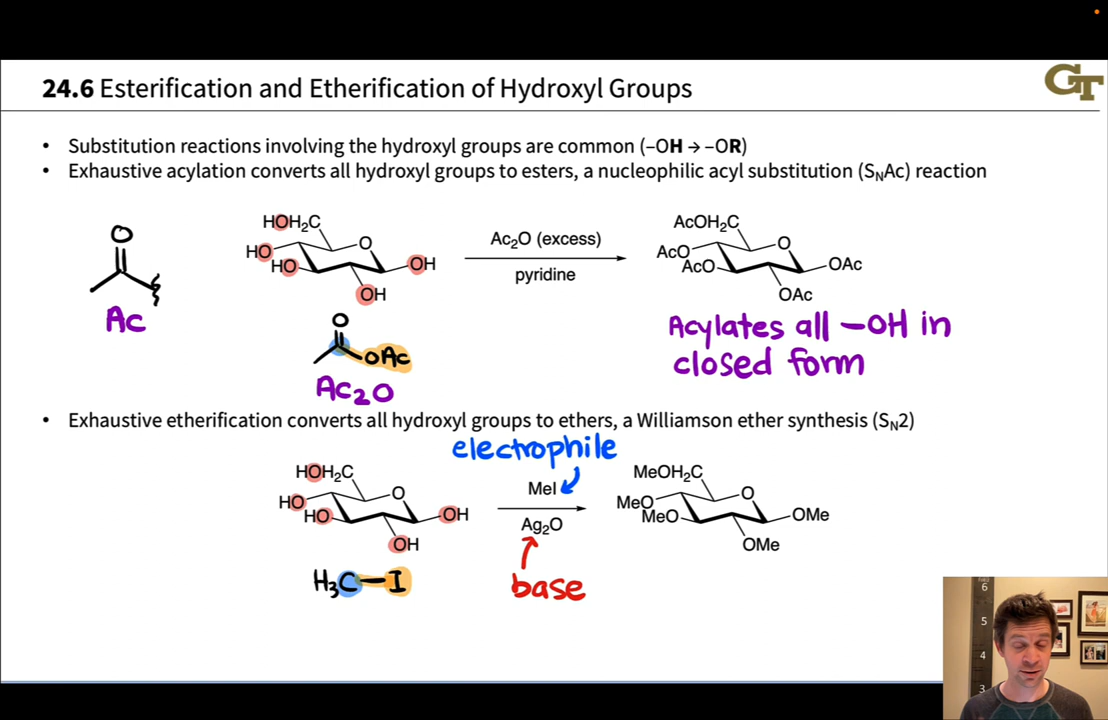 24.6 Esterification and Etherification of Hydroxyl Groups
GT
• Substitution reactions involving the hydroxyl groups are common (–OH → –OR)
• Exhaustive acylation converts all hydroxyl groups to esters, a nucleophilic acyl substitution (SNAc) reaction
O
Ac
HOH₂C
HO
HO
O
OH
OH
O
OAc
Ac₂O
Ac₂O (excess)
pyridine
AcOH₂C
AcO
AcO
O
OAc
OAc
Acylates all –OH in
closed form
• Exhaustive etherification converts all hydroxyl groups to ethers, a Williamson ether synthesis (SN2)
electrophile
HOH₂C
HO
HO
O
OH
OH
H₃C–I
MeI
Ag₂O
base
MeOH₂C
MeO
MeO
O
OMe
OMe
6
5
4
3